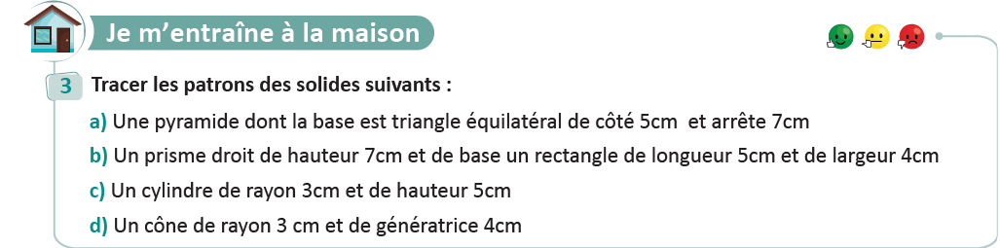 Je m’entraîne à la maison
3 Tracer les patrons des solides suivants :
a) Une pyramide dont la base est triangle équilatéral de côté 5cm et arrête 7cm
b) Un prisme droit de hauteur 7cm et de base un rectangle de longueur 5cm et de largeur 4cm
c) Un cylindre de rayon 3cm et de hauteur 5cm
d) Un cône de rayon 3 cm et de génératrice 4cm